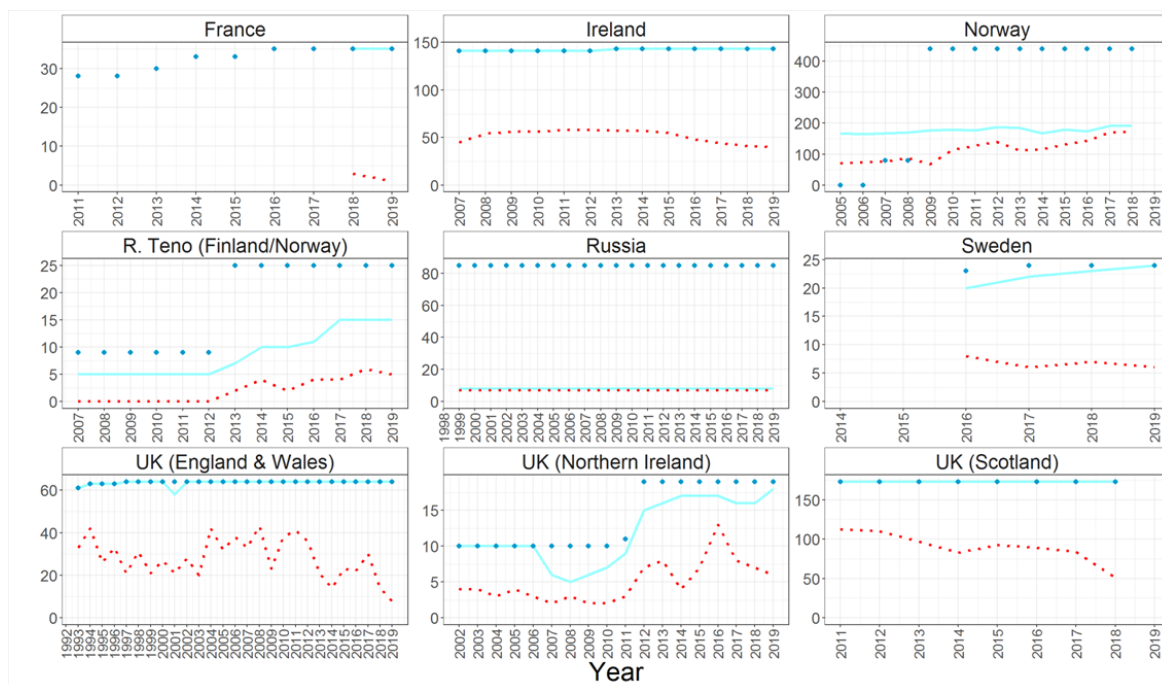 France
30
20
10
0
2011 2012 2013 2014 2015 2016 2017 2018 2019
Ireland
150
100
50
0
2007 2008 2009 2010 2011 2012 2013 2014 2015 2016 2017 2018 2019
Norway
400
300
200
100
0
2005 2006 2007 2008 2009 2010 2011 2012 2013 2014 2015 2016 2017 2018 2019
R. Teno (Finland/Norway)
25
20
15
10
5
0
2007 2008 2009 2010 2011 2012 2013 2014 2015 2016 2017 2018 2019
Russia
80
60
40
20
0
1998 1999 2000 2001 2002 2003 2004 2005 2006 2007 2008 2009 2010 2011 2012 2013 2014 2015 2016 2017 2018 2019
Sweden
25
20
15
10
5
0
2014 2015 2016 2017 2018 2019
UK (England & Wales)
60
40
20
0
1992 1993 1994 1995 1996 1997 1998 1999 2000 2001 2002 2003 2004 2005 2006 2007 2008 2009 2010 2011 2012 2013 2014 2015 2016 2017 2018 2019
UK (Northern Ireland)
15
10
5
0
2002 2003 2004 2005 2006 2007 2008 2009 2010 2011 2012 2013 2014 2015 2016 2017 2018 2019
UK (Scotland)
150
100
50
0
2011 2012 2013 2014 2015 2016 2017 2018 2019
Year